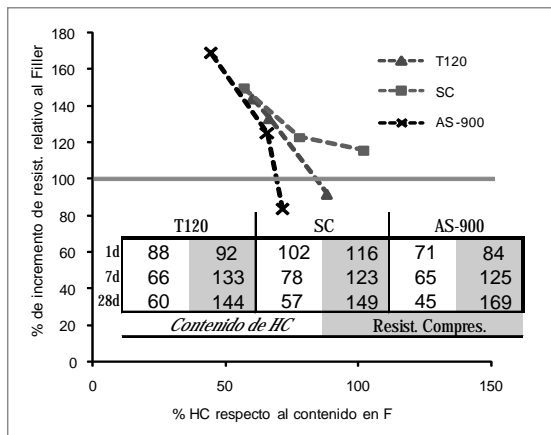 % de incremento de resist. relativo al Filler
180
160
140
120
100
80
60
40
20
0
T120
SC
AS-900
T120 SC AS-900
1d 88 92 102 116 71 84
7d 66 133 78 123 65 125
28d 60 144 57 149 45 169
Contenido de HC Resist. Compres.
0 50 100 150
% HC respecto al contenido en F